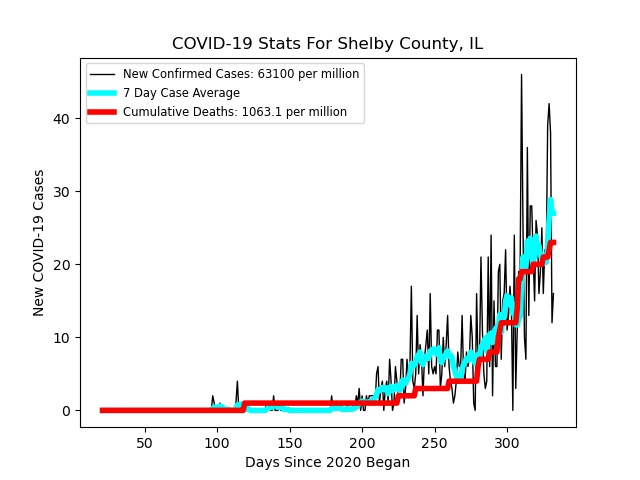 COVID-19 Stats For Shelby County, IL
New Confirmed Cases: 63100 per million
7 Day Case Average
Cumulative Deaths: 1063.1 per million
New COVID-19 Cases
40
30
20
10
0
50 100 150 200 250 300
Days Since 2020 Began